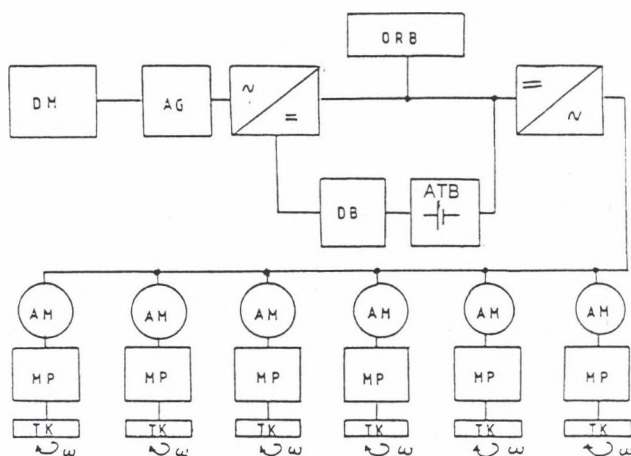 ORB
DM AG ~ = = ~
DB ATB
AM AM AM AM AM AM
MP MP MP MP MP MP
TK TK TK TK TK TK
ω ω ω ω ω ω